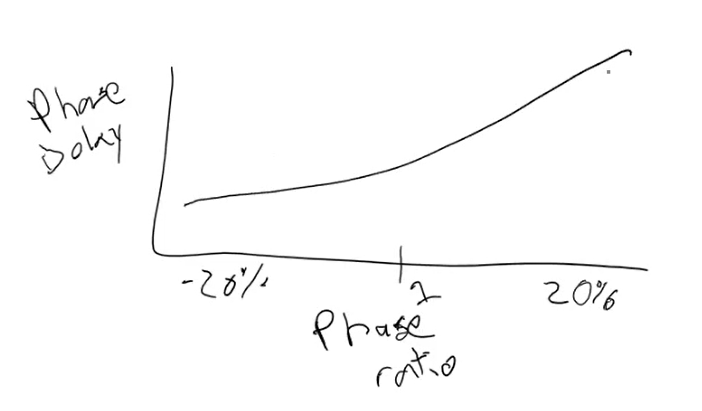 Phase
Delay
-20%
1
20%
Phase
ratio